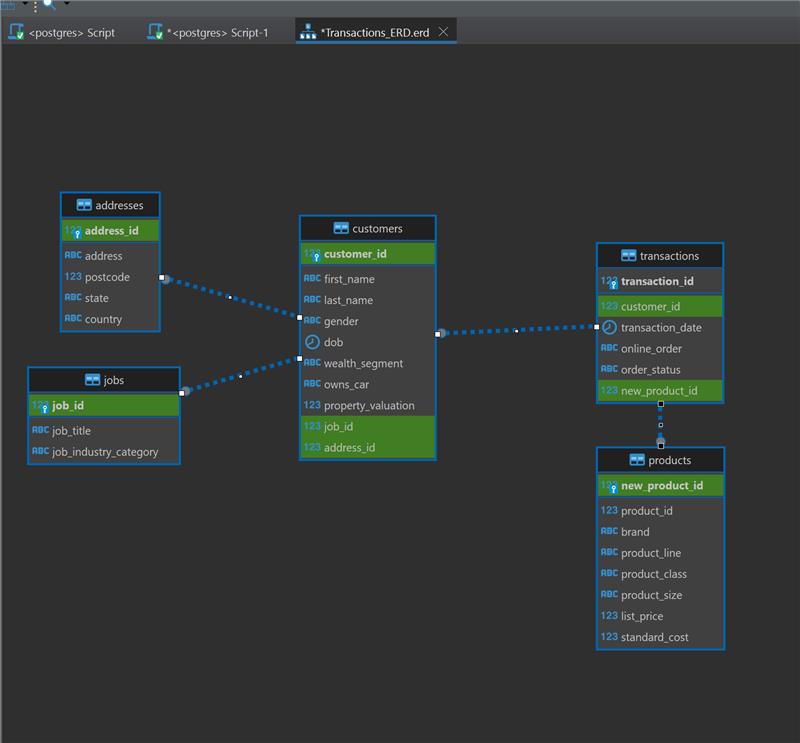 <postgres> Script
*<postgres> Script-1
*Transactions_ERD.erd
addresses
123 address_id
ABC address
123 postcode
ABC state
ABC country
jobs
123 job_id
ABC job_title
ABC job_industry_category
customers
123 customer_id
ABC first_name
ABC last_name
ABC gender
dob
ABC wealth_segment
ABC owns_car
123 property_valuation
123 job_id
123 address_id
transactions
123 transaction_id
123 customer_id
transaction_date
ABC online_order
ABC order_status
123 new_product_id
products
123 new_product_id
123 product_id
ABC brand
ABC product_line
ABC product_class
ABC product_size
123 list_price
123 standard_cost